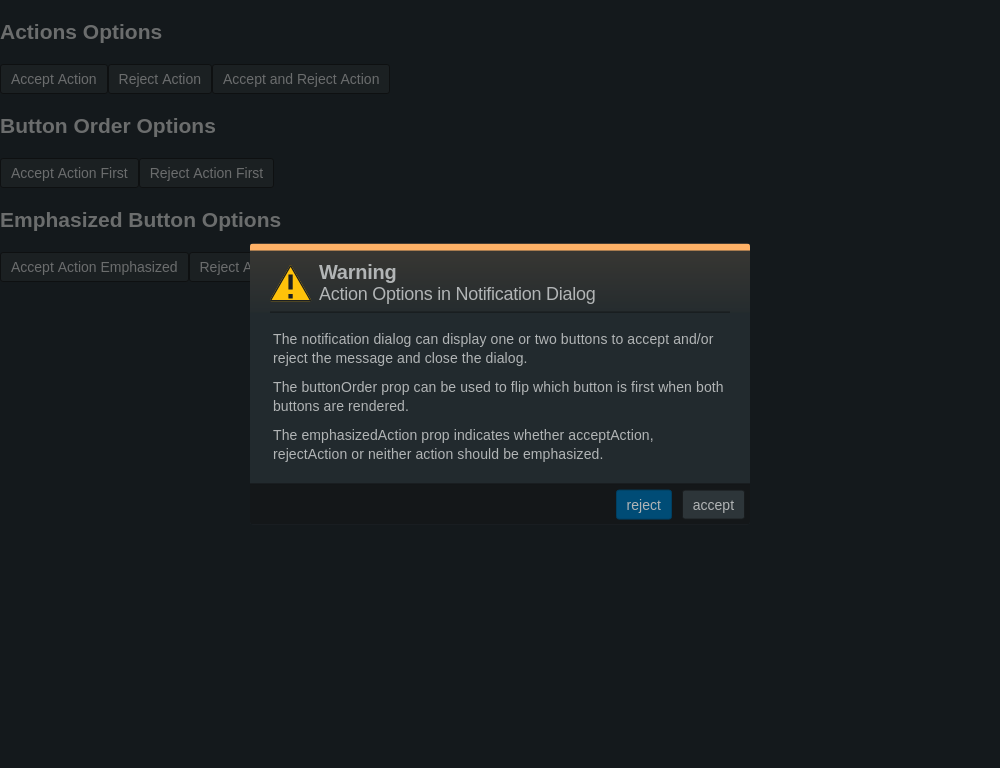 Actions Options
Accept Action Reject Action Accept and Reject Action
Button Order Options
Accept Action First Reject Action First
Emphasized Button Options
Accept Action Emphasized Reject
Warning
Action Options in Notification Dialog
The notification dialog can display one or two buttons to accept and/or
reject the message and close the dialog.
The buttonOrder prop can be used to flip which button is first when both
buttons are rendered.
The emphasizedAction prop indicates whether acceptAction,
rejectAction or neither action should be emphasized.
reject accept